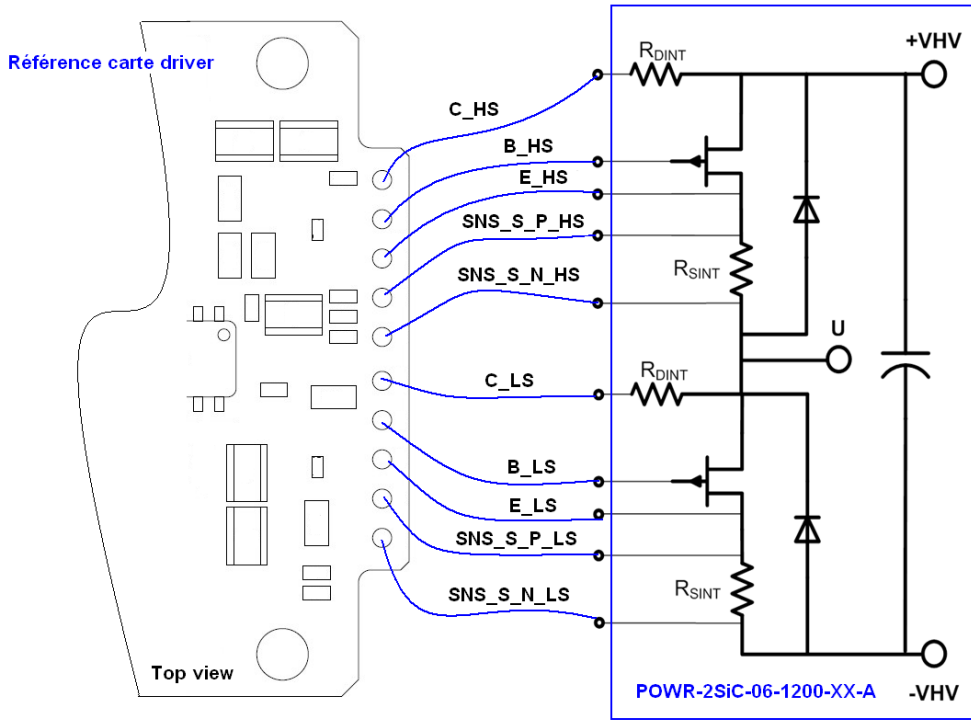 Référence carte driver
+VHV
R_DINT
C_HS
B_HS
E_HS
SNS_S_P_HS
R_SINT
SNS_S_N_HS
U
R_DINT
C_LS
B_LS
E_LS
SNS_S_P_LS
R_SINT
SNS_S_N_LS
Top view
POWR-2SiC-06-1200-XX-A
-VHV